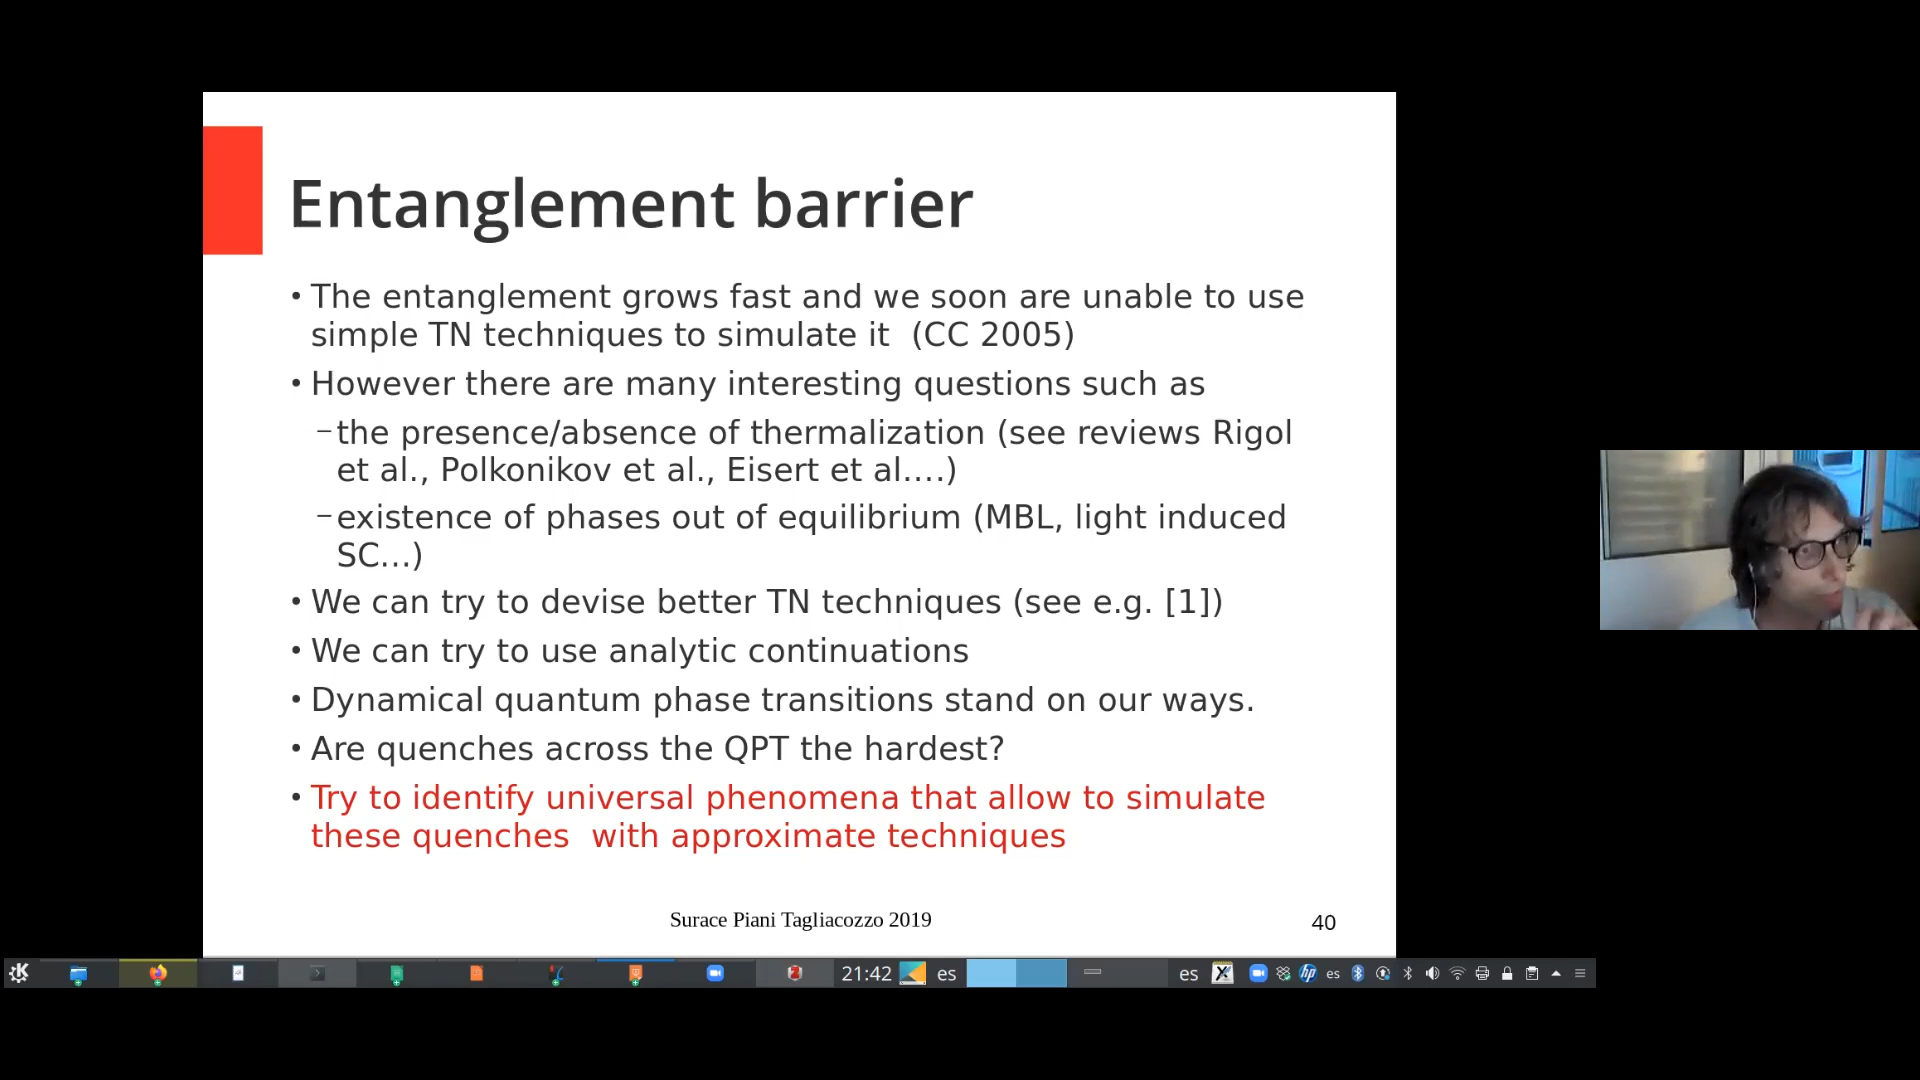 Entanglement barrier
• The entanglement grows fast and we soon are unable to use
simple TN techniques to simulate it (CC 2005)
• However there are many interesting questions such as
–the presence/absence of thermalization (see reviews Rigol
et al., Polkonikov et al., Eisert et al....)
–existence of phases out of equilibrium (MBL, light induced
SC...)
• We can try to devise better TN techniques (see e.g. [1])
• We can try to use analytic continuations
• Dynamical quantum phase transitions stand on our ways.
• Are quenches across the QPT the hardest?
• Try to identify universal phenomena that allow to simulate
these quenches with approximate techniques
Surace Piani Tagliacozzo 2019
40
21:42 es es es